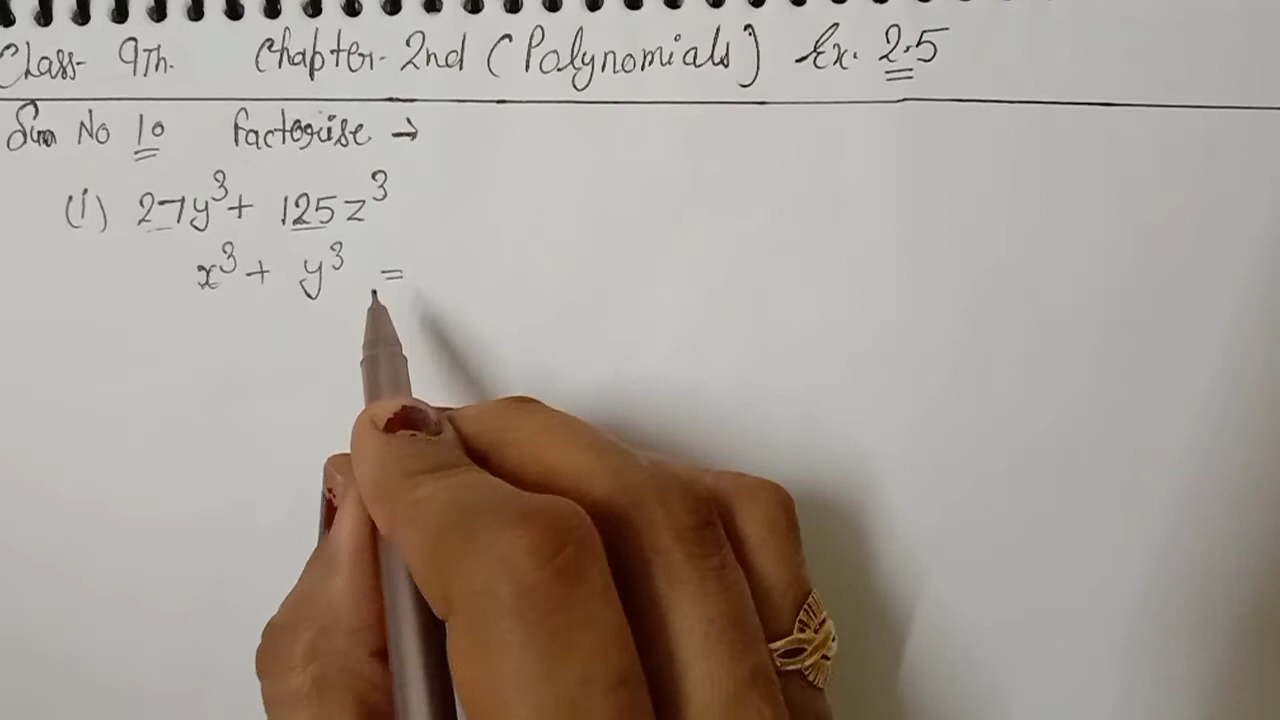 Class- 9Th. Chapter- 2nd (Polynomials) Ex. 2.5
Sum No 10 factorise →
(i) 27y³ + 125z³
x³ + y³ =